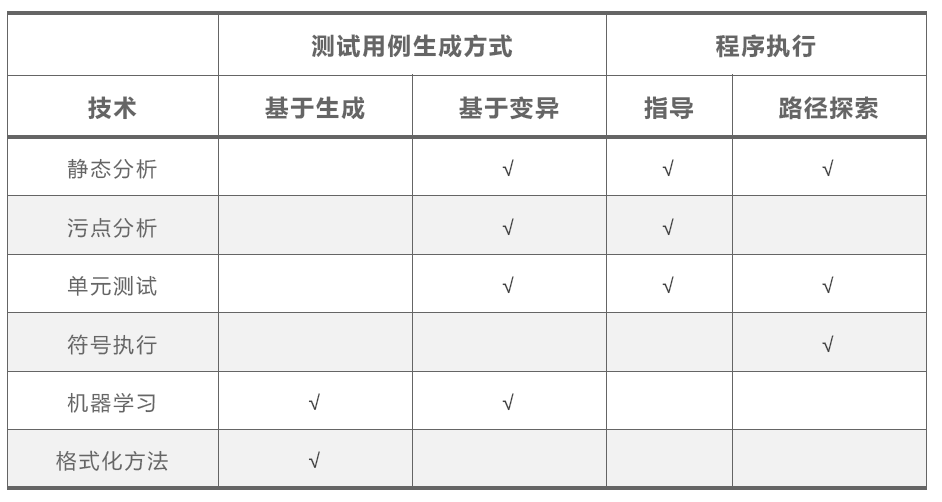 测试用例生成方式 程序执行
技术 基于生成 基于变异 指导 路径探索
静态分析 √ √ √
污点分析 √ √
单元测试 √ √ √
符号执行 √
机器学习 √ √
格式化方法 √